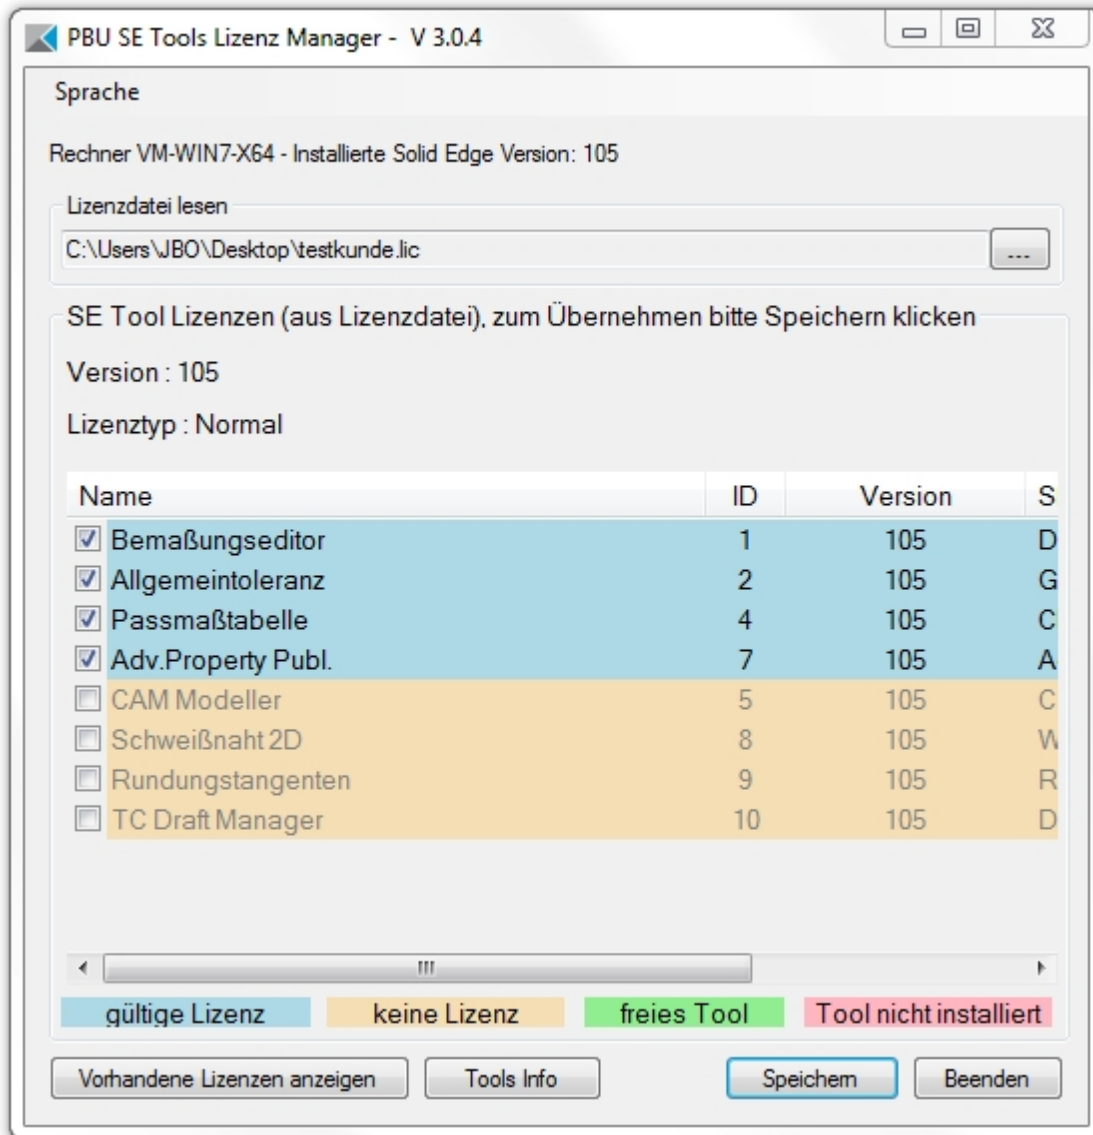 PBU SE Tools Lizenz Manager - V 3.0.4
Sprache
Rechner VM-WIN7-X64 - Installierte Solid Edge Version: 105
Lizenzdatei lesen
C:\Users\JBO\Desktop\testkunde.lic ...
SE Tool Lizenzen (aus Lizenzdatei), zum Übernehmen bitte Speichern klicken
Version : 105
Lizenztyp : Normal
Name ID Version S
Bemaßungseditor 1 105 D
Allgemeintoleranz 2 105 G
Passmaßtabelle 4 105 C
Adv.Property Publ. 7 105 A
CAM Modeller 5 105 C
Schweißnaht 2D 8 105 W
Rundungstangenten 9 105 R
TC Draft Manager 10 105 D
gültige Lizenz keine Lizenz freies Tool Tool nicht installiert
Vorhandene Lizenzen anzeigen Tools Info Speichern Beenden